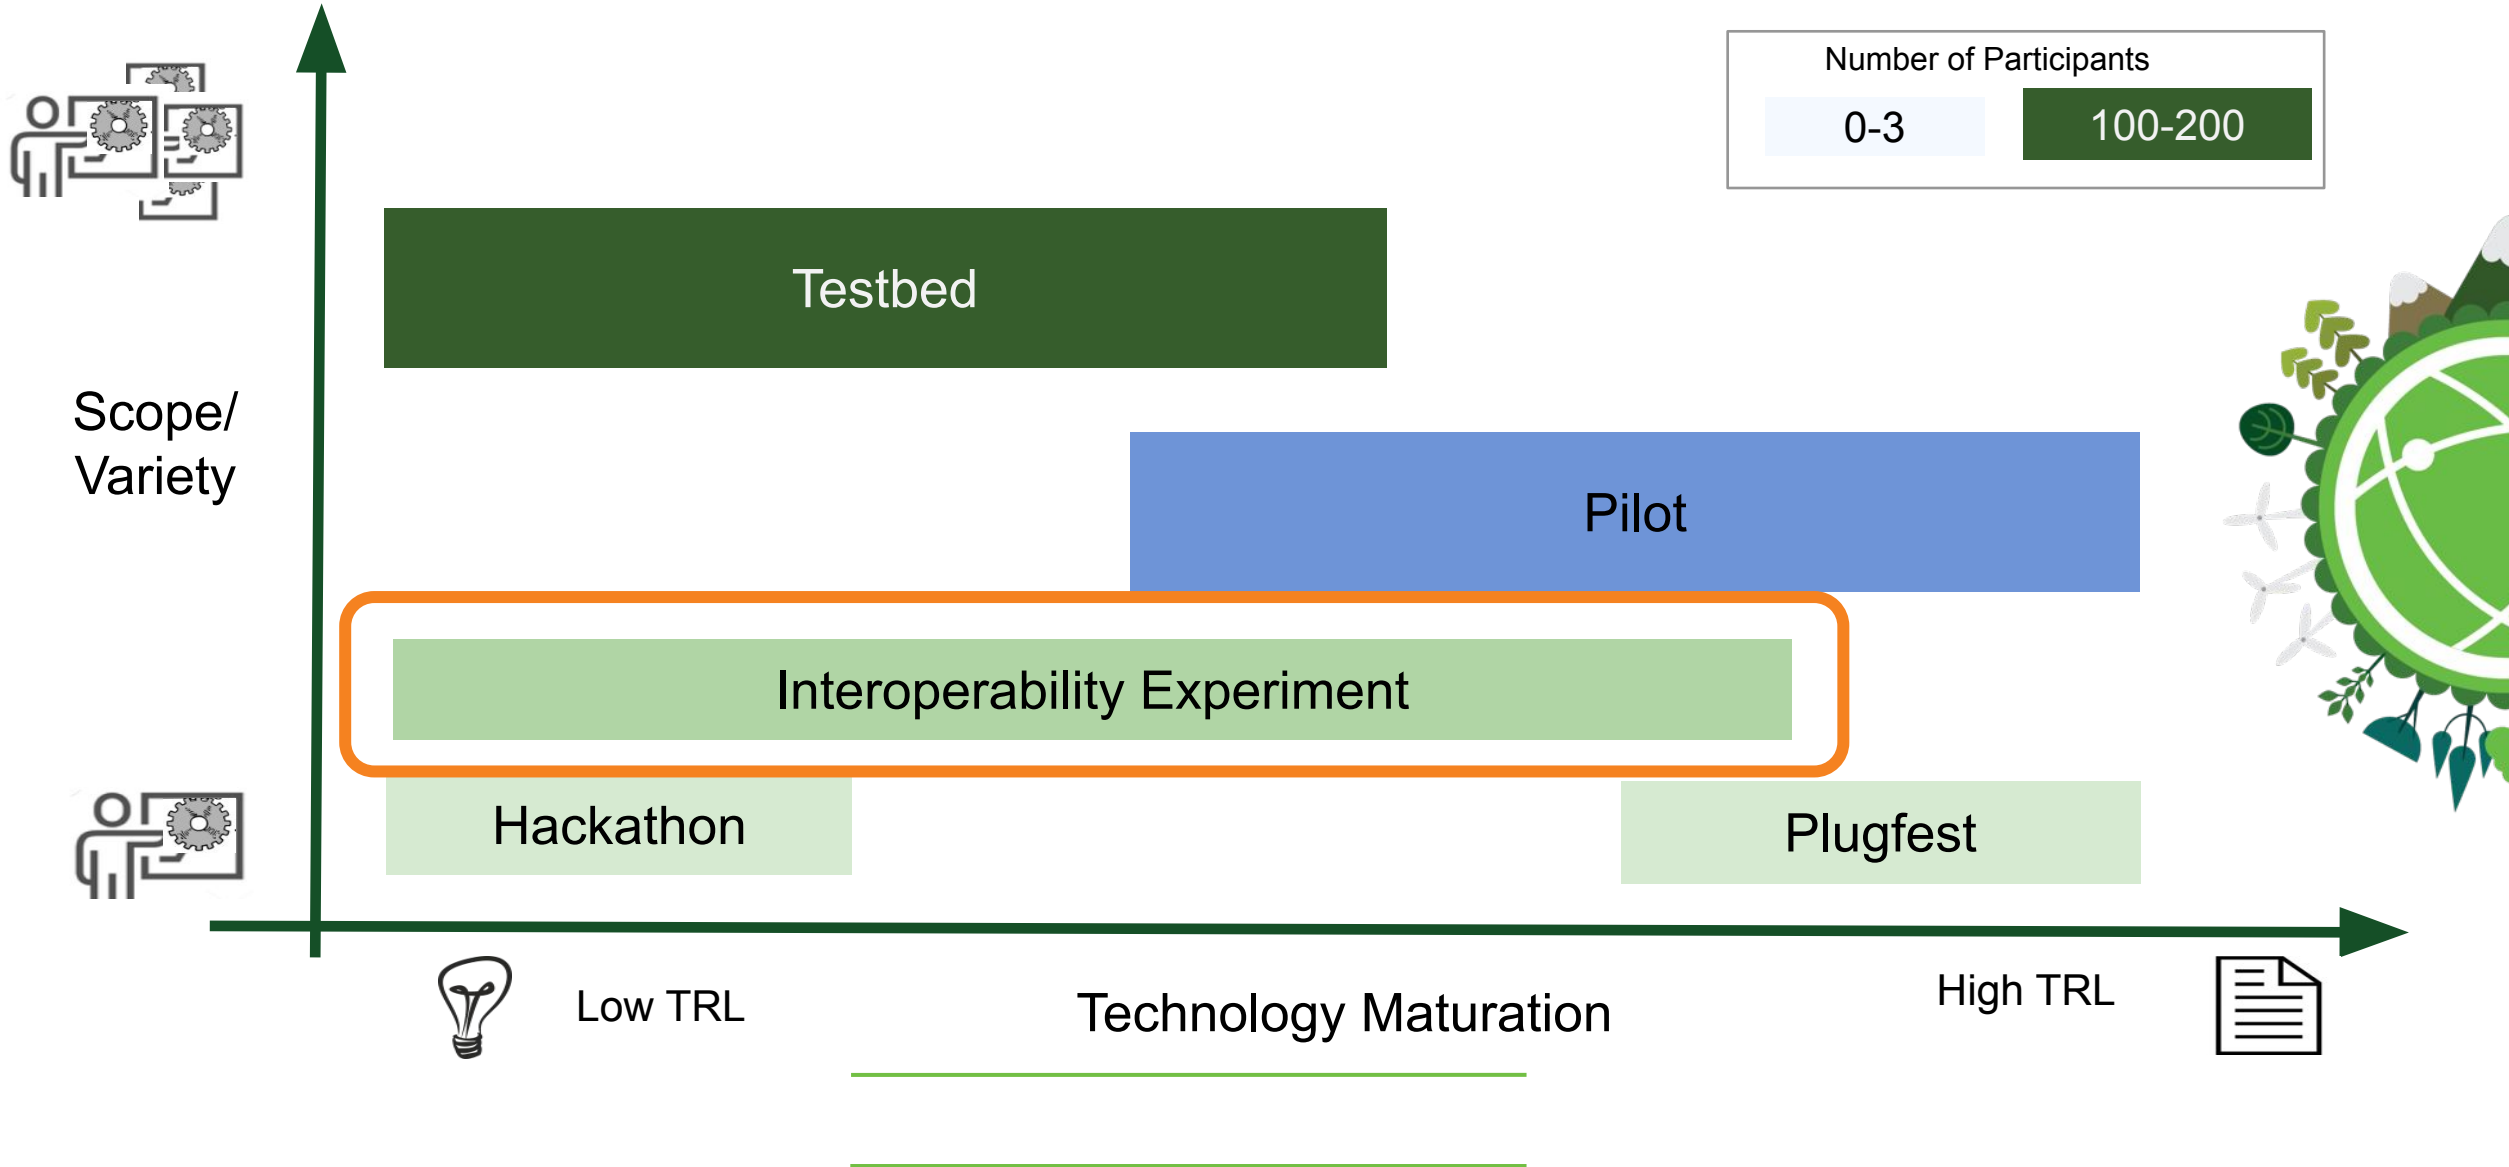 Number of Participants
0-3
100-200
Testbed
Scope/
Variety
Pilot
Interoperability Experiment
Hackathon
Plugfest
Low TRL
Technology Maturation
High TRL